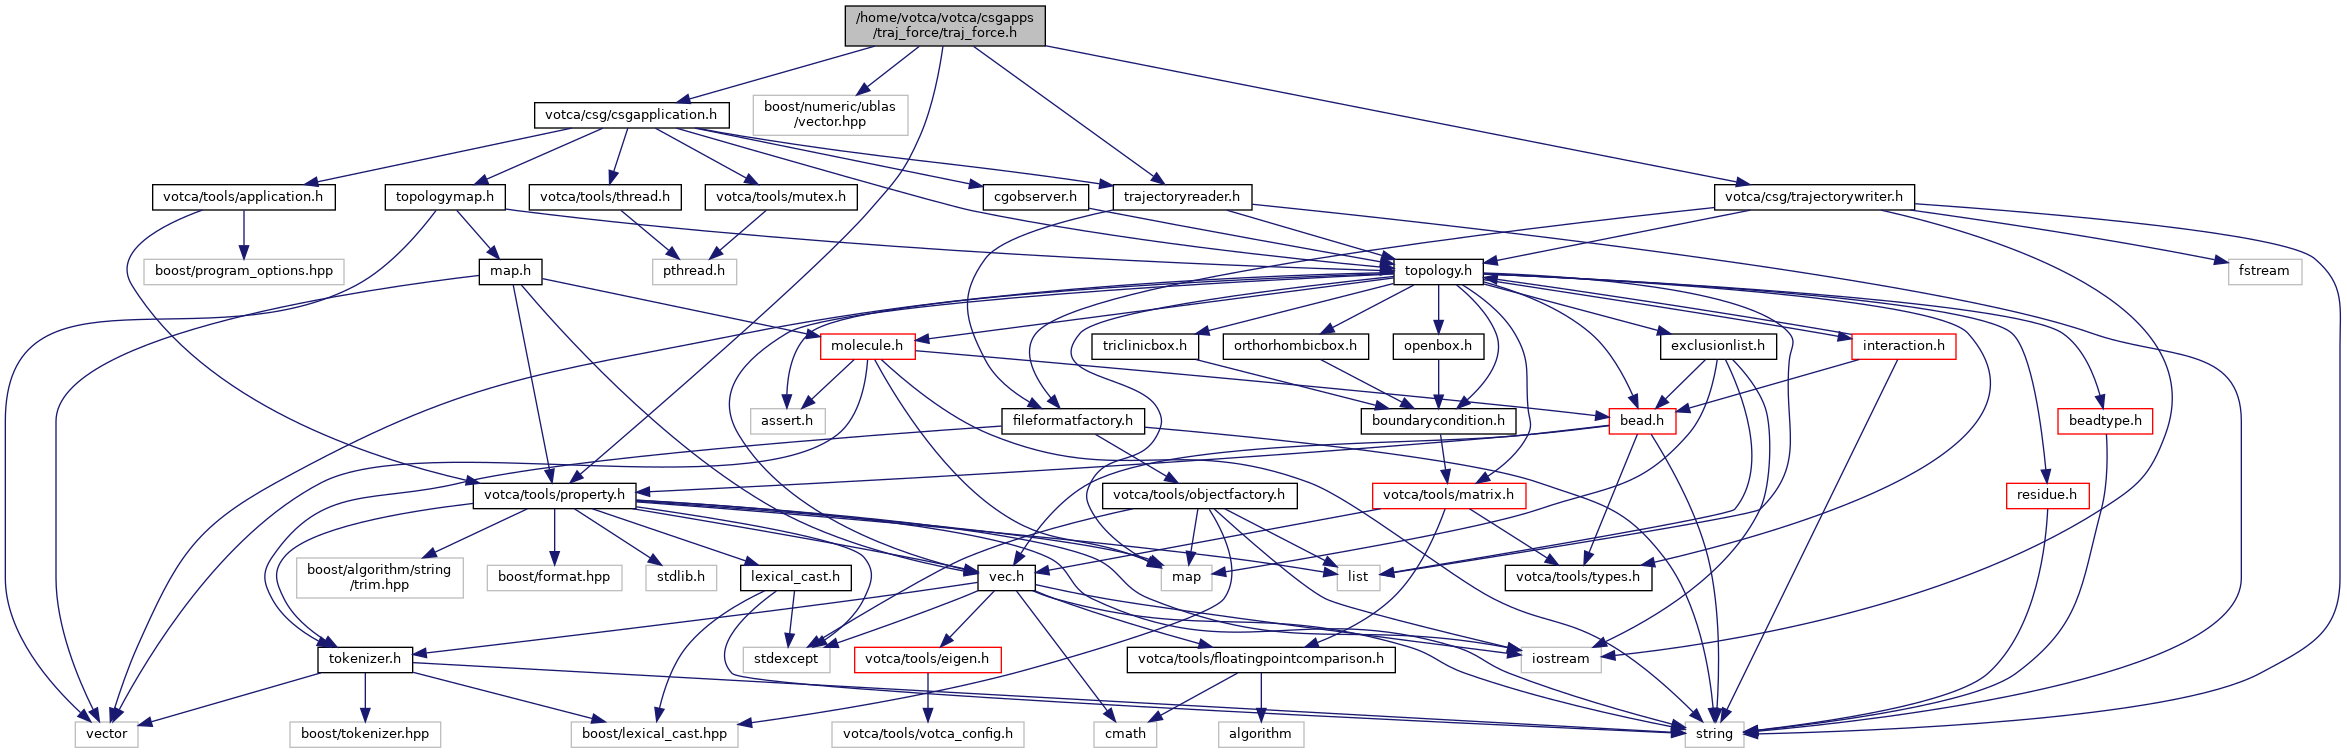 /home/votca/votca/csgapps
/traj_force/traj_force.h
votca/csg/csgapplication.h
boost/numeric/ublas
/vector.hpp
votca/tools/application.h
topologymap.h
votca/tools/thread.h
votca/tools/mutex.h
cgobserver.h
trajectoryreader.h
votca/csg/trajectorywriter.h
boost/program_options.hpp
map.h
pthread.h
topology.h
fstream
molecule.h
triclinicbox.h
orthorhombicbox.h
openbox.h
exclusionlist.h
interaction.h
assert.h
fileformatfactory.h
boundarycondition.h
bead.h
beadtype.h
votca/tools/property.h
votca/tools/objectfactory.h
votca/tools/matrix.h
residue.h
boost/algorithm/string
/trim.hpp
boost/format.hpp
stdlib.h
lexical_cast.h
vec.h
map
list
votca/tools/types.h
tokenizer.h
stdexcept
votca/tools/eigen.h
votca/tools/floatingpointcomparison.h
iostream
vector
boost/tokenizer.hpp
boost/lexical_cast.hpp
votca/tools/votca_config.h
cmath
algorithm
string